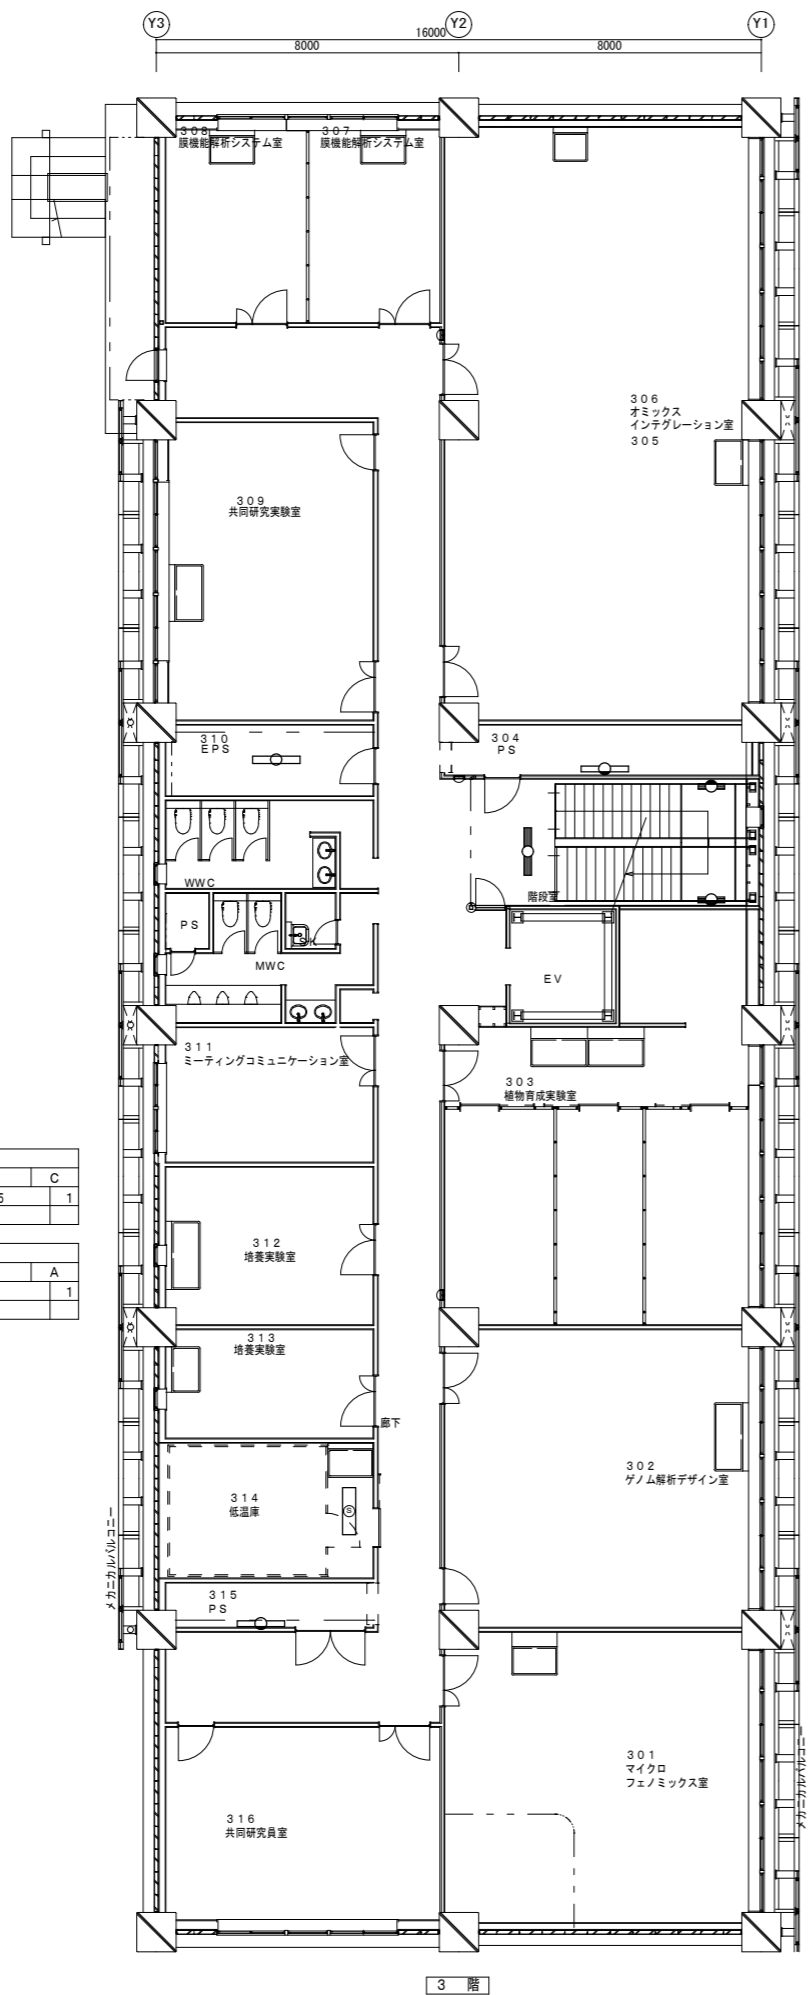 Y3
Y2
Y1
16000
8000
8000
308
膜機能解析システム室
307
膜機能解析システム室
306
オミックス
インテグレーション室
305
309
共同研究実験室
310
EPS
304
PS
WWC
階段室
PS
SK
MWC
EV
311
ミーティングコミュニケーション室
303
植物育成実験室
C
5
1
A
1
312
培養実験室
313
培養実験室
廊下
302
ゲノム解析デザイン室
314
低温庫
S
メカニカルバルコニー
315
PS
301
マイクロ
フェノミックス室
メカニカルバルコニー
316
共同研究員室
3 階